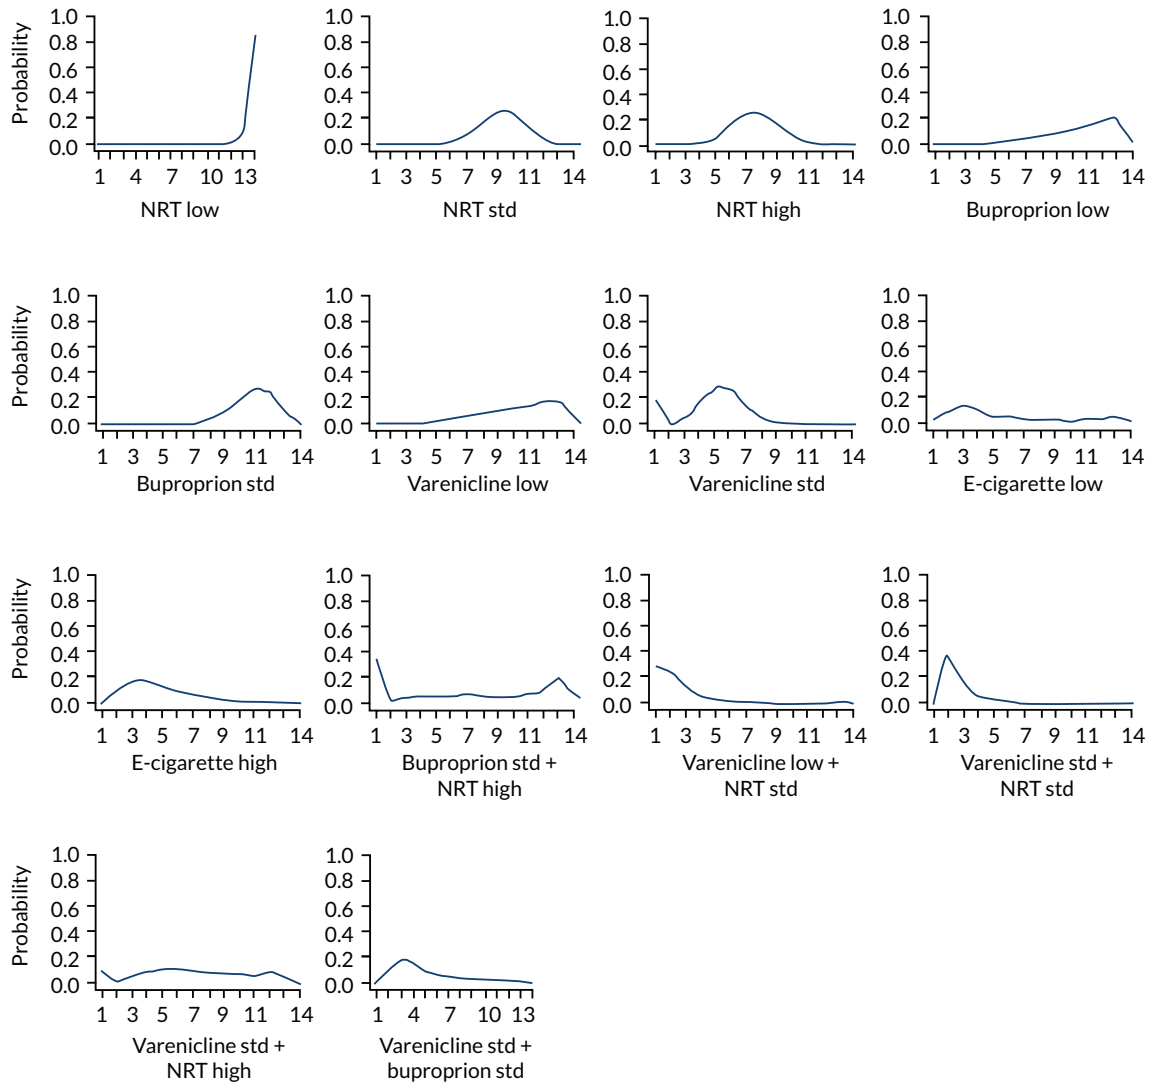 Probability
1.0
0.8
0.6
0.4
0.2
0.0
1 4 7 10 13
NRT low
1.0
0.8
0.6
0.4
0.2
0.0
1 3 5 7 9 11 14
NRT std
1.0
0.8
0.6
0.4
0.2
0.0
1 3 5 7 9 11 14
NRT high
1.0
0.8
0.6
0.4
0.2
0.0
1 3 5 7 9 11 14
Buproprion low
Probability
1.0
0.8
0.6
0.4
0.2
0.0
1 3 5 7 9 11 14
Buproprion std
1.0
0.8
0.6
0.4
0.2
0.0
1 3 5 7 9 11 14
Varenicline low
1.0
0.8
0.6
0.4
0.2
0.0
1 3 5 7 9 11 14
Varenicline std
1.0
0.8
0.6
0.4
0.2
0.0
1 3 5 7 9 11 14
E-cigarette low
Probability
1.0
0.8
0.6
0.4
0.2
0.0
1 3 5 7 9 11 14
E-cigarette high
1.0
0.8
0.6
0.4
0.2
0.0
1 3 5 7 9 11 14
Buproprion std +
NRT high
1.0
0.8
0.6
0.4
0.2
0.0
1 3 5 7 9 11 14
Varenicline low +
NRT std
1.0
0.8
0.6
0.4
0.2
0.0
1 3 5 7 9 11 14
Varenicline std +
NRT std
Probability
1.0
0.8
0.6
0.4
0.2
0.0
1 3 5 7 9 11 14
Varenicline std +
NRT high
1.0
0.8
0.6
0.4
0.2
0.0
1 4 7 10 13
Varenicline std +
buproprion std